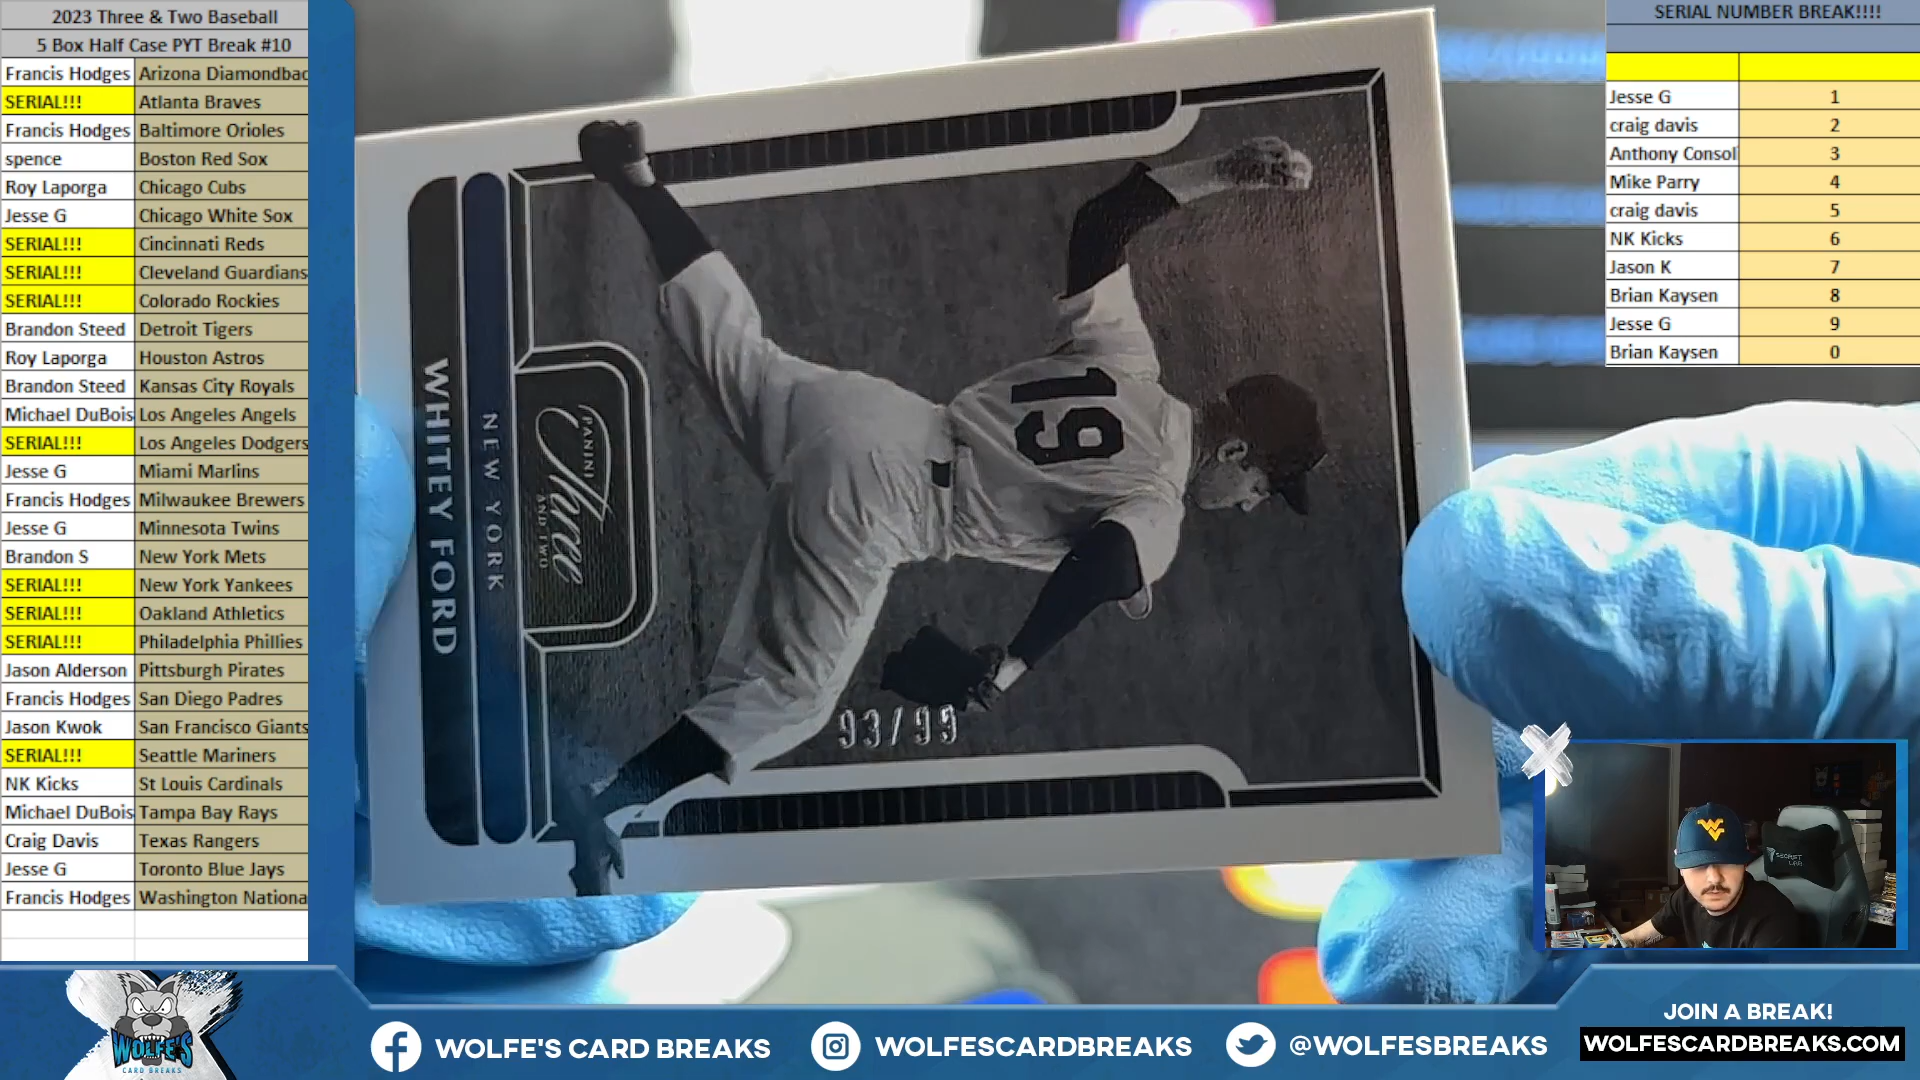 2023 Three & Two Baseball
5 Box Half Case PYT Break #10
Francis Hodges Arizona Diamondbac
SERIAL!!! Atlanta Braves
Francis Hodges Baltimore Orioles
spence Boston Red Sox
Roy Laporga Chicago Cubs
Jesse G Chicago White Sox
SERIAL!!! Cincinnati Reds
SERIAL!!! Cleveland Guardians
SERIAL!!! Colorado Rockies
Brandon Steed Detroit Tigers
Roy Laporga Houston Astros
Brandon Steed Kansas City Royals
Michael DuBois Los Angeles Angels
SERIAL!!! Los Angeles Dodgers
Jesse G Miami Marlins
Francis Hodges Milwaukee Brewers
Jesse G Minnesota Twins
Brandon S New York Mets
SERIAL!!! New York Yankees
SERIAL!!! Oakland Athletics
SERIAL!!! Philadelphia Phillies
Jason Alderson Pittsburgh Pirates
Francis Hodges San Diego Padres
Jason Kwok San Francisco Giants
SERIAL!!! Seattle Mariners
NK Kicks St Louis Cardinals
Michael DuBois Tampa Bay Rays
Craig Davis Texas Rangers
Jesse G Toronto Blue Jays
Francis Hodges Washington Nationa
WHITEY FORD
NEW YORK
PANINI
Three
AND TWO
19
93/99
SERIAL NUMBER BREAK!!!!
Jesse G 1
craig davis 2
Anthony Consol 3
Mike Parry 4
craig davis 5
NK Kicks 6
Jason K 7
Brian Kaysen 8
Jesse G 9
Brian Kaysen 0
WV
SECRET
LAB
WOLFE'S
CARD BREAKS
WOLFE'S CARD BREAKS
WOLFESCARDBREAKS
@WOLFESBREAKS
JOIN A BREAK!
WOLFESCARDBREAKS.COM